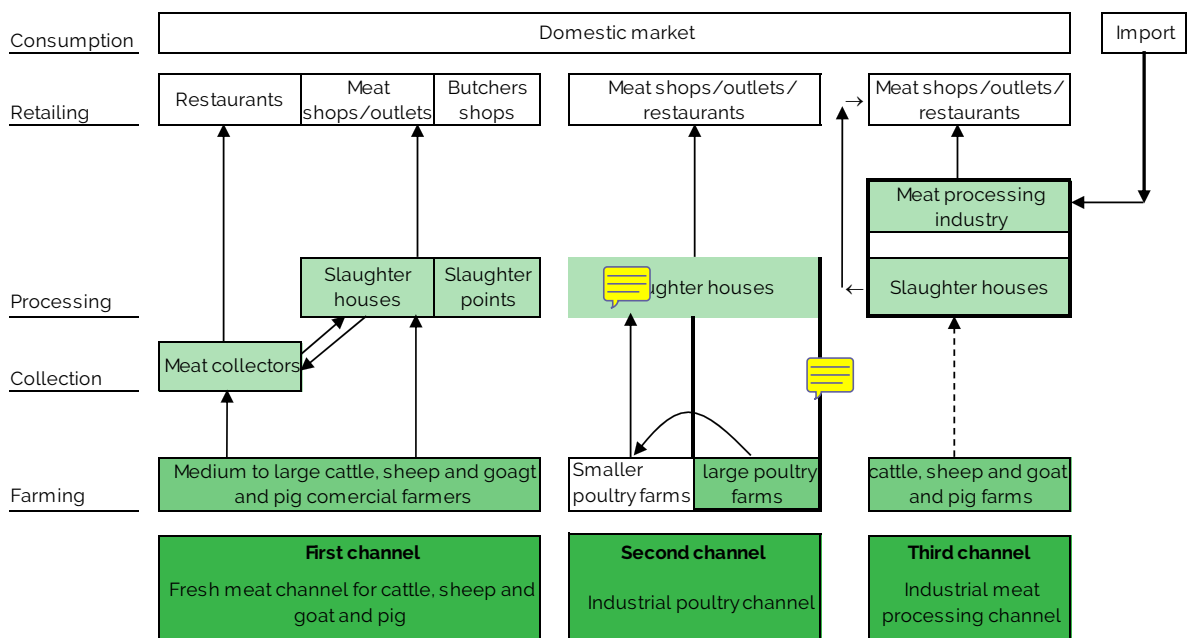 Consumption
Domestic market
Import
Retailing
Restaurants
Meat
shops/outlets
Butchers
shops
Meat shops/outlets/
restaurants
Meat shops/outlets/
restaurants
Meat processing
industry
Processing
Slaughter
houses
Slaughter
points
ughter houses
Slaughter houses
Collection
Meat collectors
Farming
Medium to large cattle, sheep and goagt
and pig comercial farmers
Smaller
poultry farms
large poultry
farms
cattle, sheep and goat
and pig farms
First channel
Fresh meat channel for cattle, sheep and
goat and pig
Second channel
Industrial poultry channel
Third channel
Industrial meat
processing channel